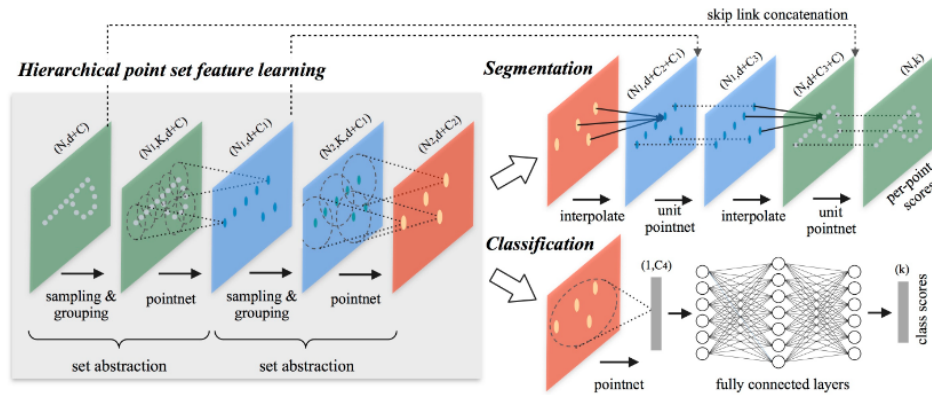 skip link concatenation
Hierarchical point set feature learning
Segmentation
(N,d+C)
(N1,K,d+C)
(N1,d+C1)
(N2,K,d+C1)
(N2,d+C2)
(N1,d+C2+C1)
(N1,d+C3)
(N,d+C3+C)
(N,k)
per-point
scores
interpolate
unit
pointnet
interpolate
unit
pointnet
sampling &
grouping
pointnet
sampling &
grouping
pointnet
set abstraction
set abstraction
Classification
(1,C4)
(k)
class scores
pointnet
fully connected layers